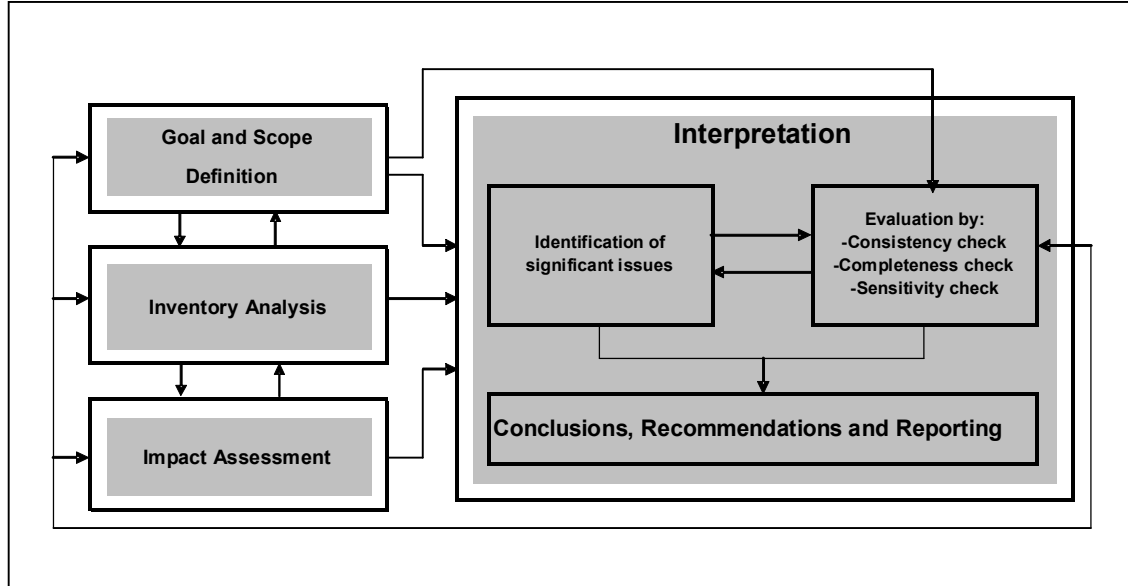 Goal and Scope
Definition
Inventory Analysis
Impact Assessment
Interpretation
Identification of
significant issues
Evaluation by:
-Consistency check
-Completeness check
-Sensitivity check
Conclusions, Recommendations and Reporting